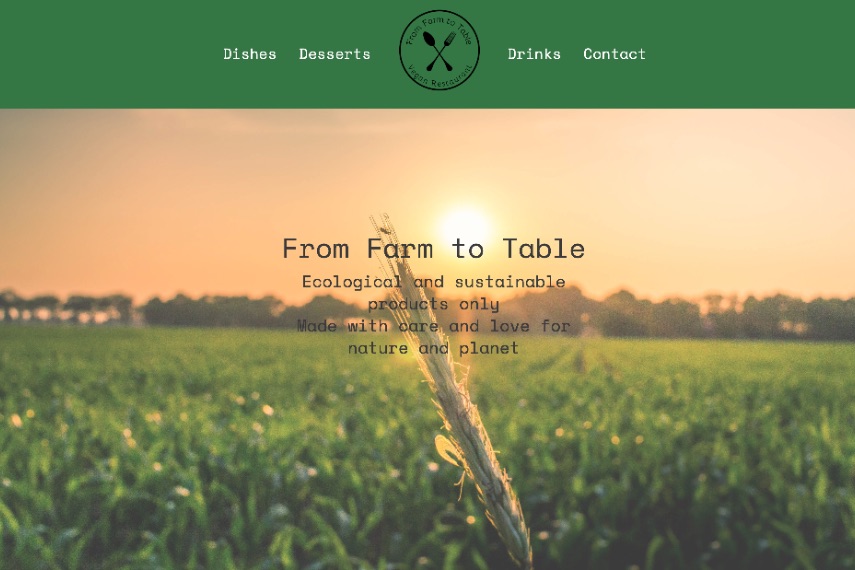 Dishes Desserts Drinks Contact
From Farm to Table
Vegan Restaurant
From Farm to Table
Ecological and sustainable
products only
Made with care and love for
nature and planet